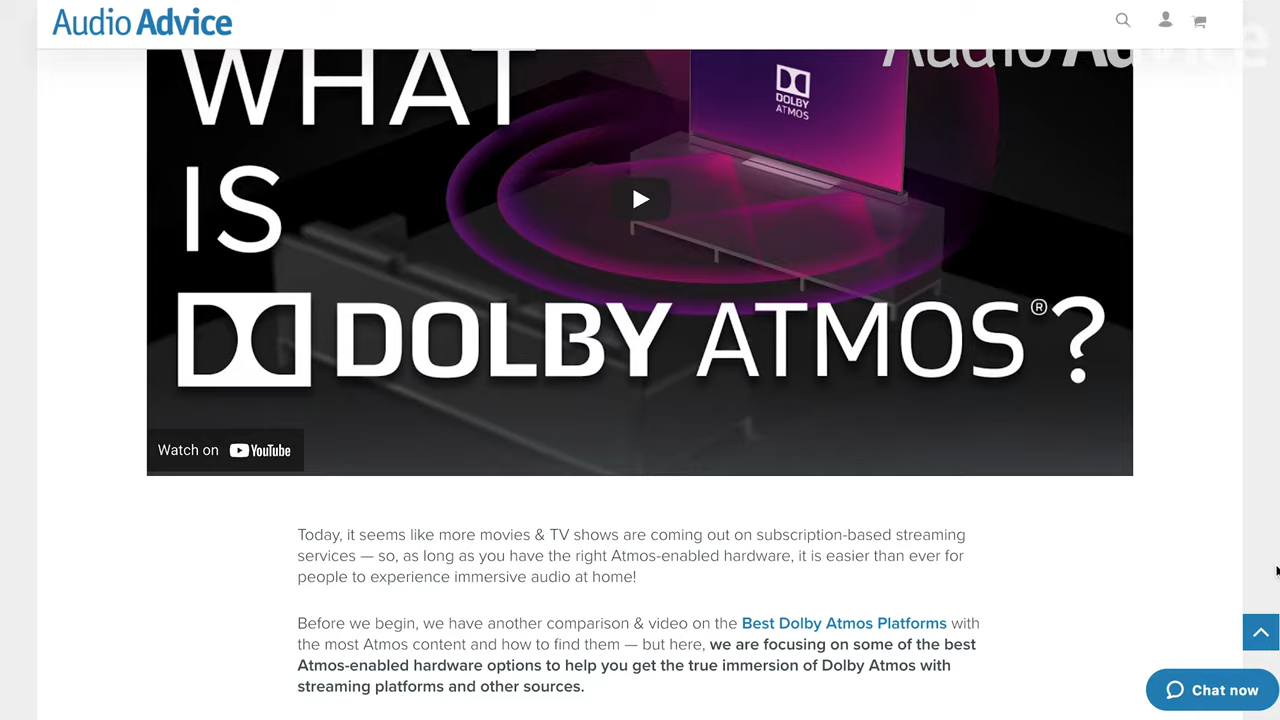 Audio Advice
Audio Au
WHAT
IS
DOLBY
ATMOS
DOLBY ATMOS®?
Watch on YouTube
Today, it seems like more movies & TV shows are coming out on subscription-based streaming
services — so, as long as you have the right Atmos-enabled hardware, it is easier than ever for
people to experience immersive audio at home!
Before we begin, we have another comparison & video on the Best Dolby Atmos Platforms with
the most Atmos content and how to find them — but here, we are focusing on some of the best
Atmos-enabled hardware options to help you get the true immersion of Dolby Atmos with
streaming platforms and other sources.
Chat now